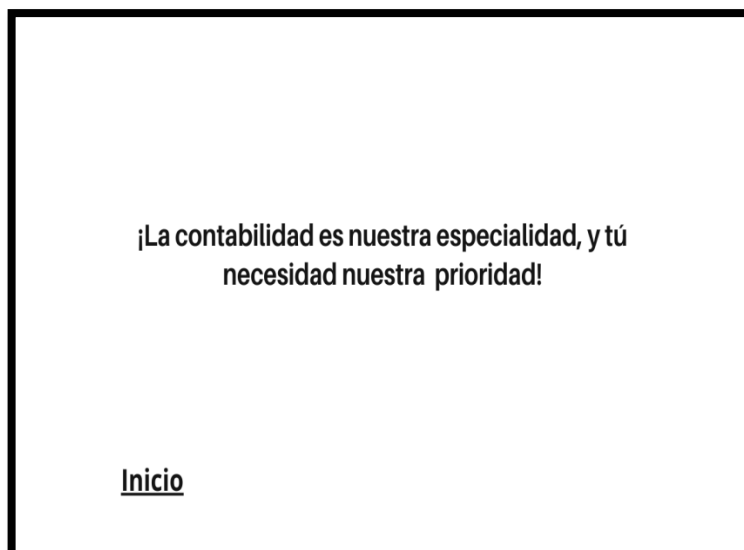 ¡La contabilidad es nuestra especialidad, y tú
necesidad nuestra prioridad!
Inicio